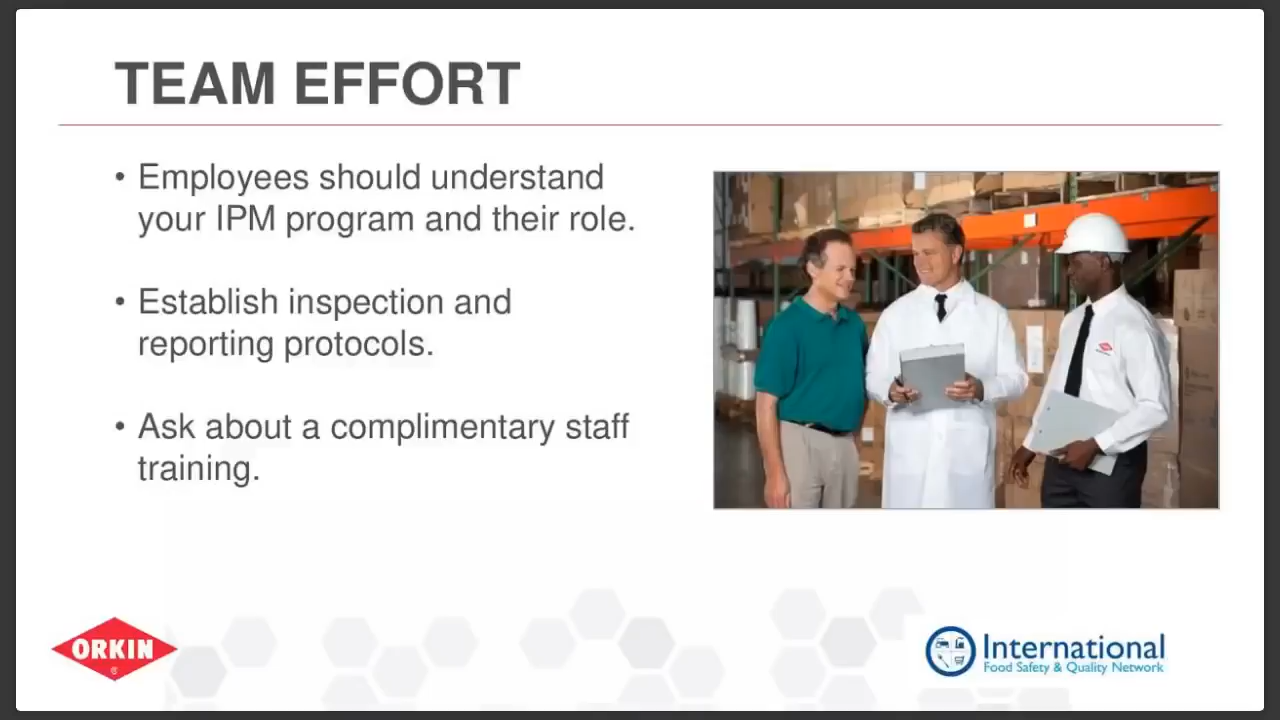 TEAM EFFORT
• Employees should understand
your IPM program and their role.
• Establish inspection and
reporting protocols.
• Ask about a complimentary staff
training.
ORKIN
®
International
Food Safety & Quality Network